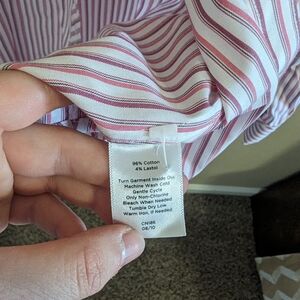 96% Cotton
4% Lastol
Turn Garment Inside Out
Machine Wash Cold
Gentle Cycle
Only Non-Chlorine
Bleach When Needed
Tumble Dry Low
Warm Iron, If Needed
CN186
08/10